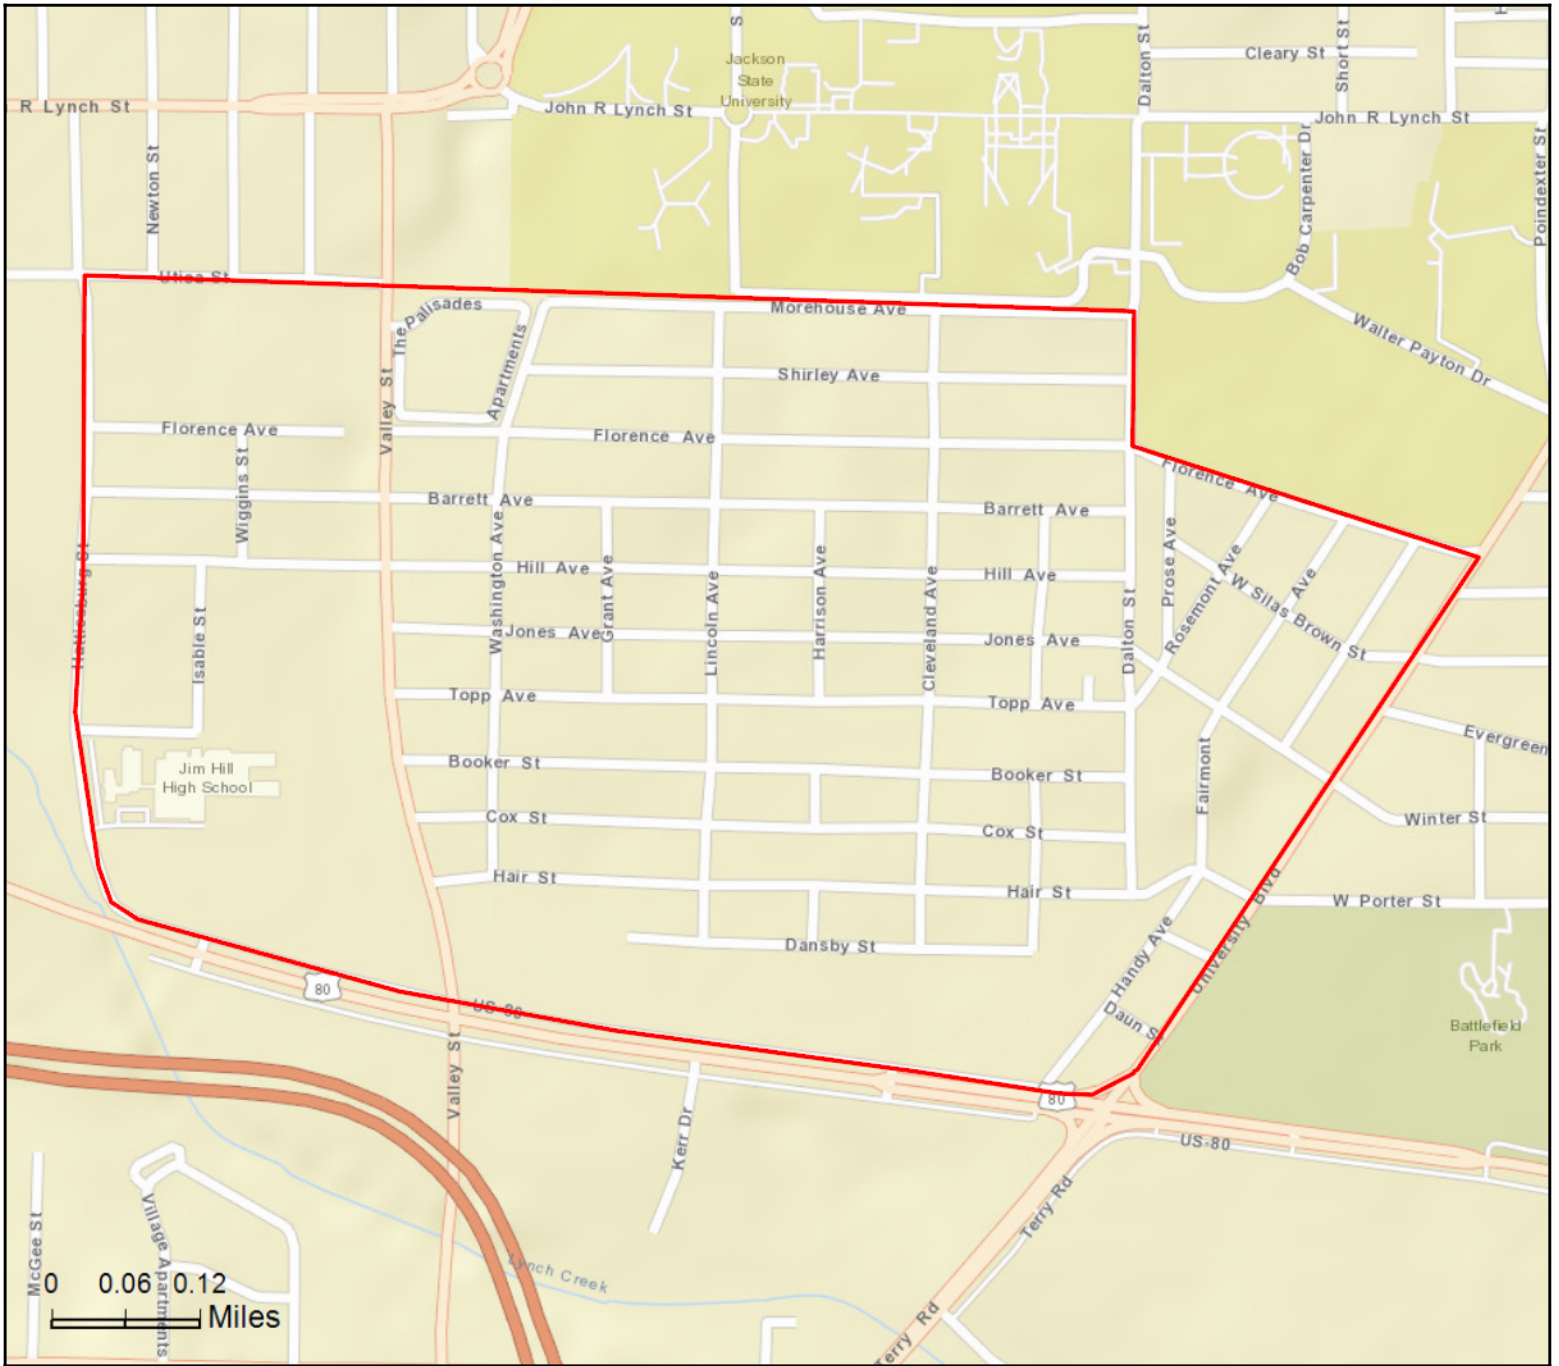 S
Dalton St
Cleary St
Short St
Jackson
State
University
R Lynch St
John R Lynch St
John R Lynch St
Newton St
Bob Carpenter Dr
Poindexter St
Utica St
The Palisades
Apartments
Morehouse Ave
Walter Payton Dr
Shirley Ave
Valley St
Florence Ave
Florence Ave
Florence Ave
Wiggins St
Barrett Ave
Barrett Ave
Washington Ave
Hill Ave
Hill Ave
Grant Ave
Lincoln Ave
Harrison Ave
Cleveland Ave
Dalton St
Prose Ave
Rosemont Ave
W Silas Brown St
Ave
Hattiesburg St
Isable St
Jones Ave
Jones Ave
Topp Ave
Topp Ave
Evergreen
Jim Hill
High School
Booker St
Booker St
Fairmont
Cox St
Cox St
Winter St
Hair St
Hair St
W Porter St
University Blvd
Handy Ave
Dansby St
80
US-80
Daun S
Battlefield
Park
Valley St
80
Kerr Dr
US-80
Terry Rd
McGee St
Village Apartments
Lynch Creek
Terry Rd
0 0.06 0.12
Miles